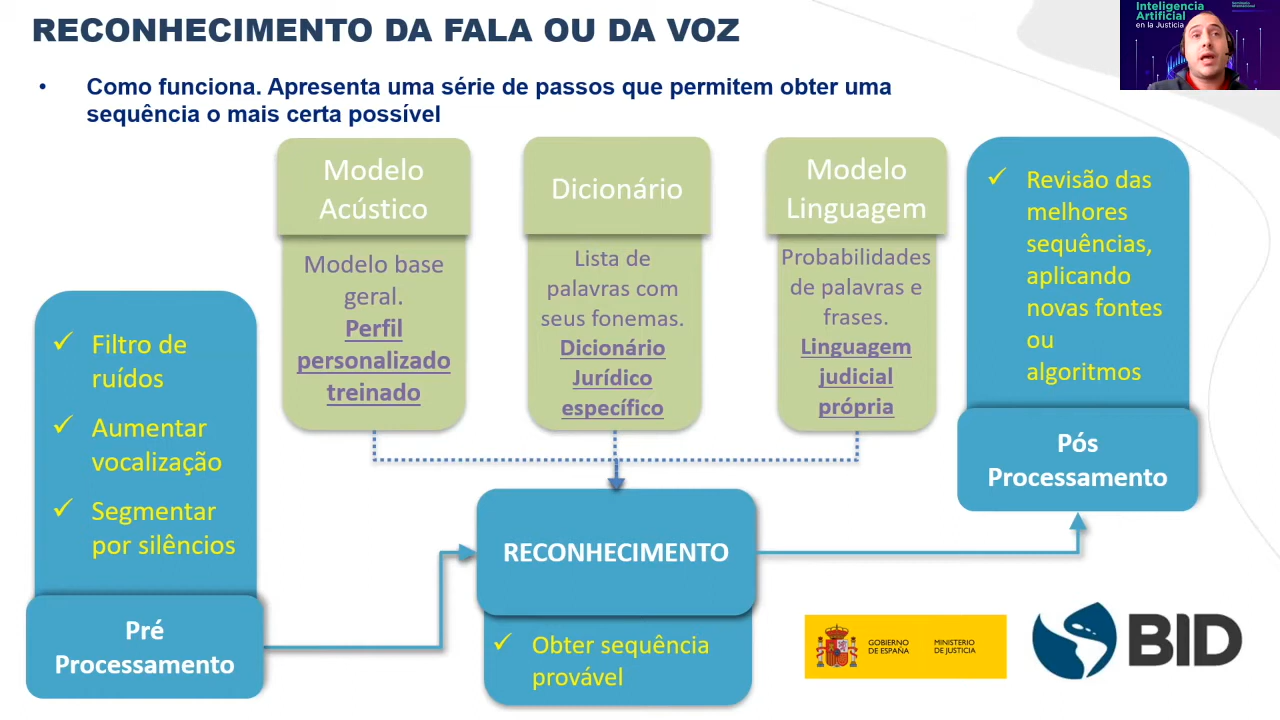 RECONHECIMENTO DA FALA OU DA VOZ
Inteligencia
Artificial
en la Justicia
• Como funciona. Apresenta uma série de passos que permitem obter uma
sequência o mais certa possível
Modelo
Acústico
Modelo base
geral.
Perfil
personalizado
treinado
Dicionário
Lista de
palavras com
seus fonemas.
Dicionário
Jurídico
específico
Modelo
Linguagem
Probabilidades
de palavras e
frases.
Linguagem
judicial
própria
✓ Revisão das
melhores
sequências,
aplicando
novas fontes
ou
algoritmos
Pós
Processamento
✓ Filtro de
ruídos
✓ Aumentar
vocalização
✓ Segmentar
por silêncios
Pré
Processamento
RECONHECIMENTO
✓ Obter sequência
provável
GOBIERNO
DE ESPAÑA
MINISTERIO
DE JUSTICIA
BID